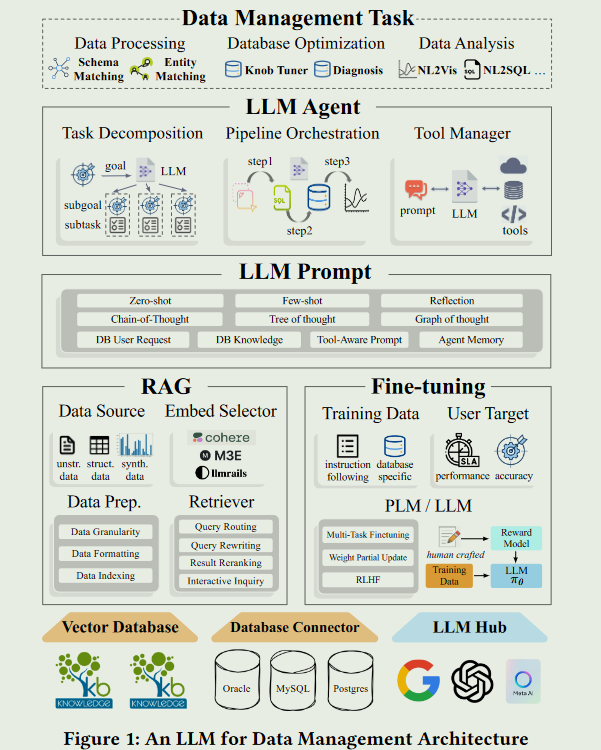 Data Management Task
Data Processing
Database Optimization
Data Analysis
Schema
Matching
Entity
Matching
Knob Tuner
Diagnosis
NL2Vis
SQL
NL2SQL ...
LLM Agent
Task Decomposition
Pipeline Orchestration
Tool Manager
goal
LLM
subgoal
subtask
step1
step3
SQL
step2
prompt
LLM
tools
LLM Prompt
Zero-shot
Few-shot
Reflection
Chain-of-Thought
Tree of thought
Graph of thought
DB User Request
DB Knowledge
Tool-Aware Prompt
Agent Memory
RAG
Data Source
Embed Selector
unstr.
data
struct.
data
synth.
data
cohere
M M3E
llmrails
Data Prep.
Retriever
Data Granularity
Data Formatting
Data Indexing
Query Routing
Query Rewriting
Result Reranking
Interactive Inquiry
Fine-tuning
Training Data
User Target
instruction
following
database
specific
SLA
performance
accuracy
PLM / LLM
Multi-Task Finetuning
Weight Partial Update
RLHF
human crafted
Reward
Model
Training
Data
LLM
π0
Vector Database
Database Connector
LLM Hub
kb
KNOWLEDGE
kb
KNOWLEDGE
Oracle
MySQL
Postgres
Meta AI
Figure 1: An LLM for Data Management Architecture